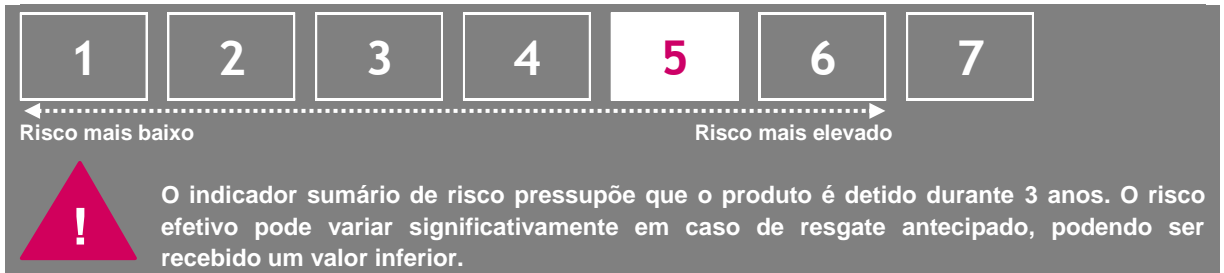 1 2 3 4 5 6 7
Risco mais baixo Risco mais elevado
O indicador sumário de risco pressupõe que o produto é detido durante 3 anos. O risco
efetivo pode variar significativamente em caso de resgate antecipado, podendo ser
!
recebido um valor inferior.